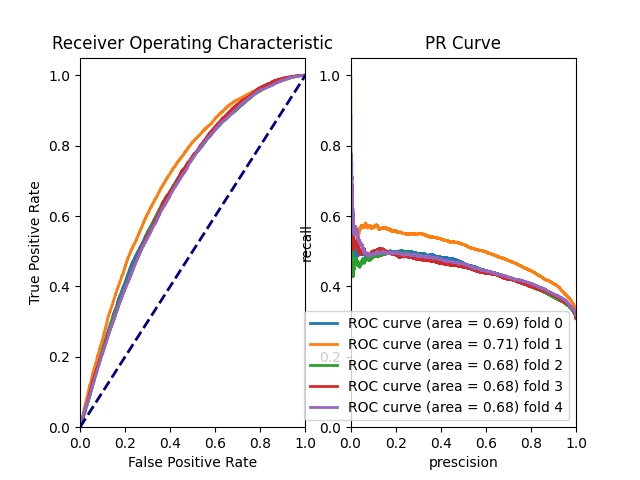 Receiver Operating Characteristic
PR Curve
1.0
0.8
0.6
0.4
0.2
0.0
True Positive Rate
0.0 0.2 0.4 0.6 0.8 1.0
False Positive Rate
1.0
0.8
0.6
0.4
0.2
0.0
recall
ROC curve (area = 0.69) fold 0
ROC curve (area = 0.71) fold 1
ROC curve (area = 0.68) fold 2
ROC curve (area = 0.68) fold 3
ROC curve (area = 0.68) fold 4
0.0 0.2 0.4 0.6 0.8 1.0
prescision